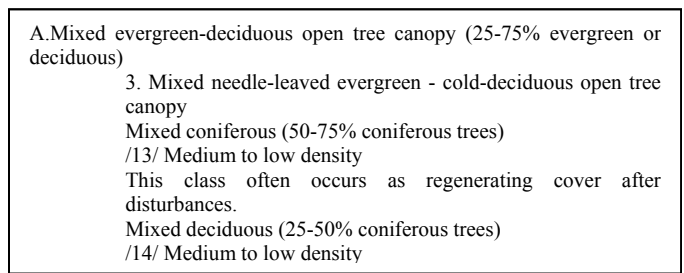 A.Mixed evergreen-deciduous open tree canopy (25-75% evergreen or
deciduous)
3. Mixed needle-leaved evergreen - cold-deciduous open tree
canopy
Mixed coniferous (50-75% coniferous trees)
/13/ Medium to low density
This class often occurs as regenerating cover after
disturbances.
Mixed deciduous (25-50% coniferous trees)
/14/ Medium to low density